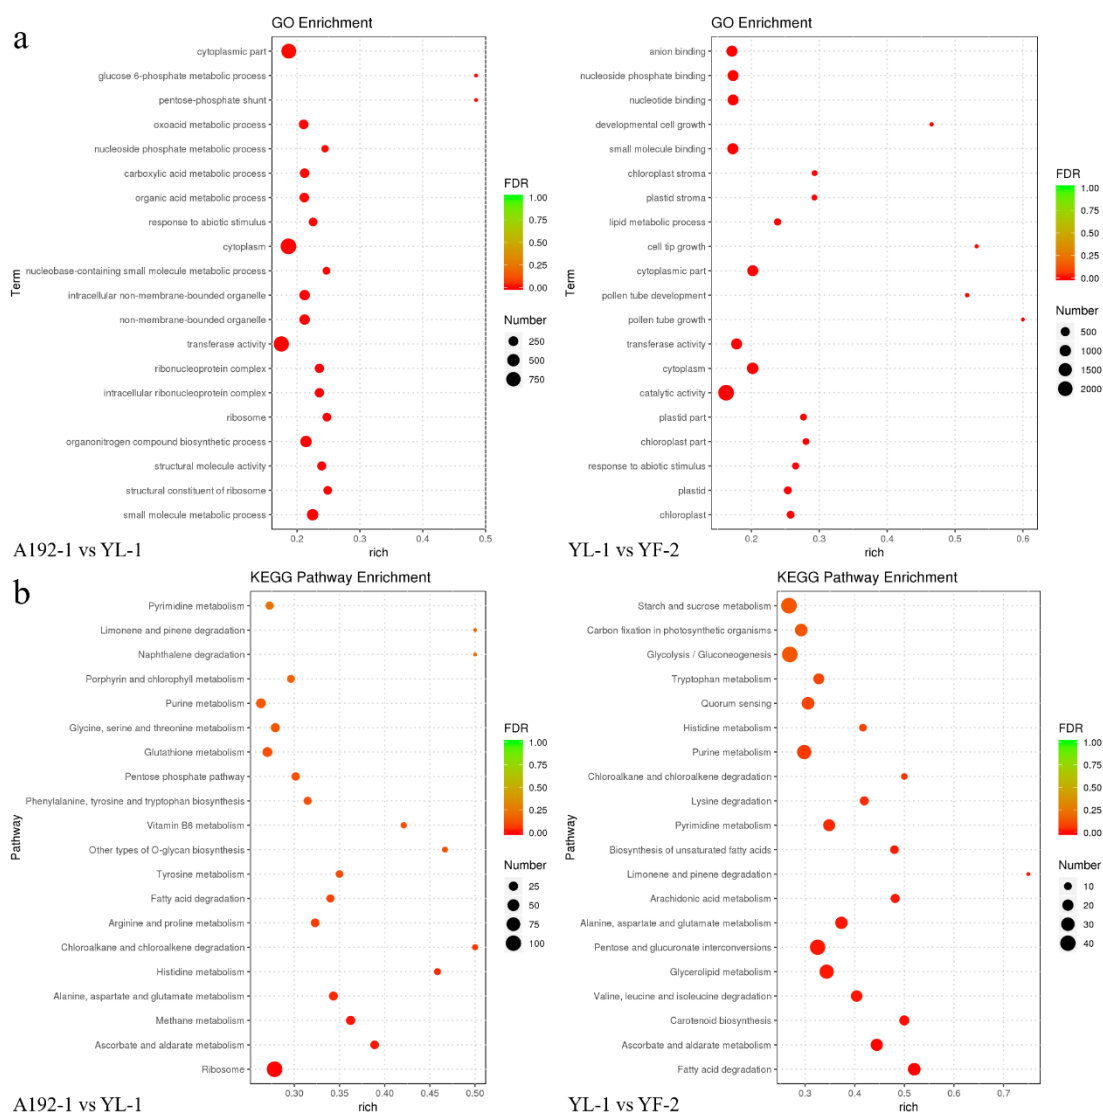 a
GO Enrichment
cytoplasmic part
glucose 6-phosphate metabolic process
pentose-phosphate shunt
oxoacid metabolic process
nucleoside phosphate metabolic process
carboxylic acid metabolic process
organic acid metabolic process
response to abiotic stimulus
cytoplasm
nucleobase-containing small molecule metabolic process
intracellular non-membrane-bounded organelle
non-membrane-bounded organelle
transferase activity
ribonucleoprotein complex
intracellular ribonucleoprotein complex
ribosome
organonitrogen compound biosynthetic process
structural molecule activity
structural constituent of ribosome
small molecule metabolic process
Term
0.2 0.3 0.4 0.5
rich
FDR
1.00
0.75
0.50
0.25
0.00
Number
250
500
750
A192-1 vs YL-1
GO Enrichment
anion binding
nucleoside phosphate binding
nucleotide binding
developmental cell growth
small molecule binding
chloroplast stroma
plastid stroma
lipid metabolic process
cell tip growth
cytoplasmic part
pollen tube development
pollen tube growth
transferase activity
cytoplasm
catalytic activity
plastid part
chloroplast part
response to abiotic stimulus
plastid
chloroplast
Term
0.2 0.3 0.4 0.5 0.6
rich
FDR
1.00
0.75
0.50
0.25
0.00
Number
500
1000
1500
2000
YL-1 vs YF-2
b
KEGG Pathway Enrichment
Pyrimidine metabolism
Limonene and pinene degradation
Naphthalene degradation
Porphyrin and chlorophyll metabolism
Purine metabolism
Glycine, serine and threonine metabolism
Glutathione metabolism
Pentose phosphate pathway
Phenylalanine, tyrosine and tryptophan biosynthesis
Vitamin B6 metabolism
Other types of O-glycan biosynthesis
Tyrosine metabolism
Fatty acid degradation
Arginine and proline metabolism
Chloroalkane and chloroalkene degradation
Histidine metabolism
Alanine, aspartate and glutamate metabolism
Methane metabolism
Ascorbate and aldarate metabolism
Ribosome
Pathway
0.30 0.35 0.40 0.45 0.50
rich
FDR
1.00
0.75
0.50
0.25
0.00
Number
25
50
75
100
A192-1 vs YL-1
KEGG Pathway Enrichment
Starch and sucrose metabolism
Carbon fixation in photosynthetic organisms
Glycolysis / Gluconeogenesis
Tryptophan metabolism
Quorum sensing
Histidine metabolism
Purine metabolism
Chloroalkane and chloroalkene degradation
Lysine degradation
Pyrimidine metabolism
Biosynthesis of unsaturated fatty acids
Limonene and pinene degradation
Arachidonic acid metabolism
Alanine, aspartate and glutamate metabolism
Pentose and glucuronate interconversions
Glycerolipid metabolism
Valine, leucine and isoleucine degradation
Carotenoid biosynthesis
Ascorbate and aldarate metabolism
Fatty acid degradation
Pathway
0.3 0.4 0.5 0.6 0.7
rich
FDR
1.00
0.75
0.50
0.25
0.00
Number
10
20
30
40
YL-1 vs YF-2